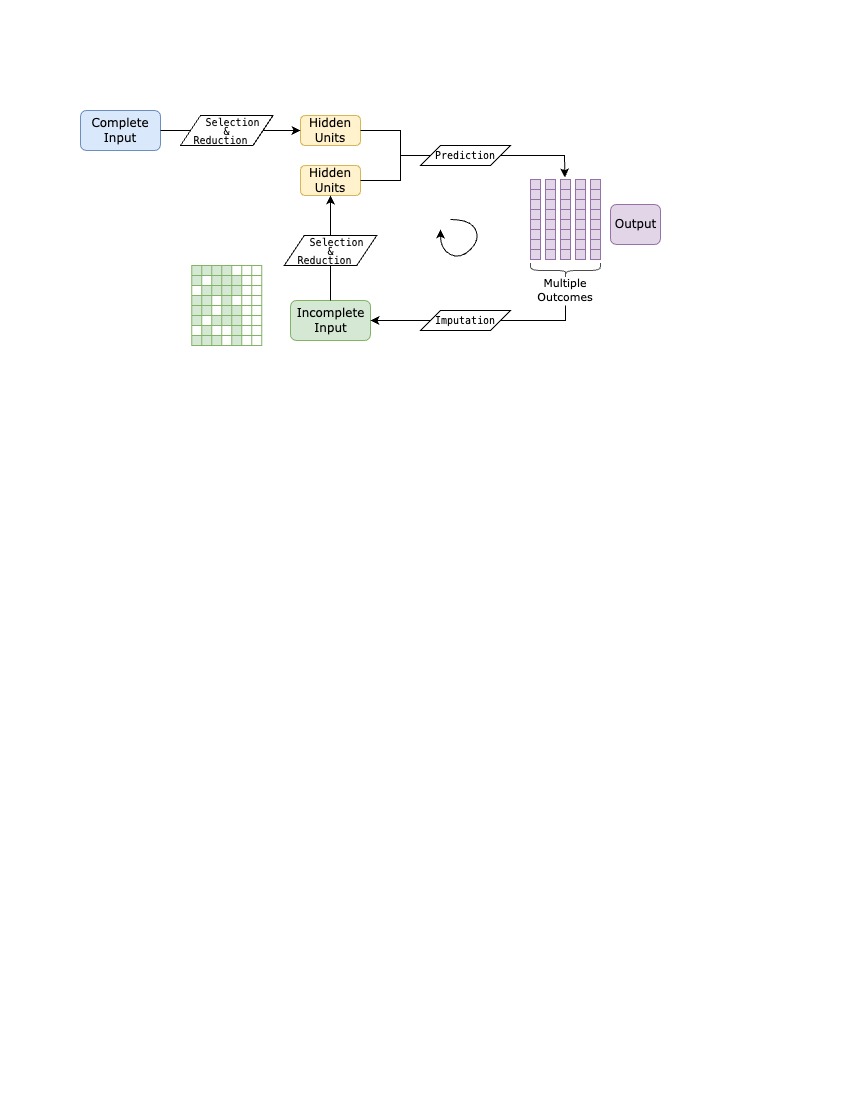 Complete
Input
Selection
&
Reduction
Hidden
Units
Prediction
Hidden
Units
Output
Selection
&
Reduction
Multiple
Outcomes
Incomplete
Input
Imputation